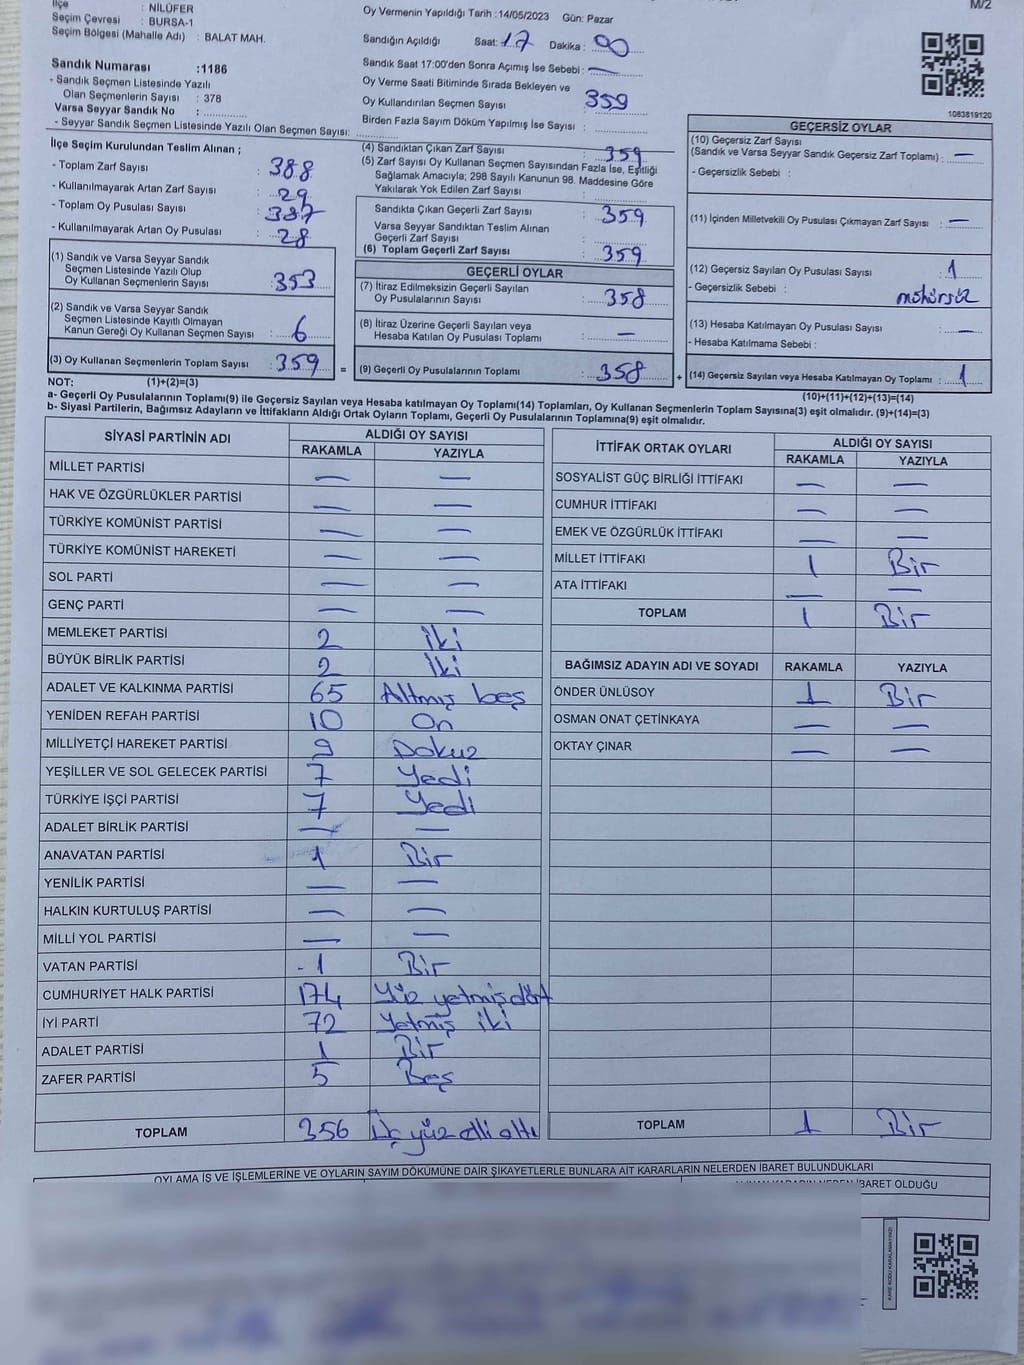 İlçe : NİLÜFER
Seçim Çevresi : BURSA-1
Seçim Bölgesi (Mahalle Adı) : BALAT MAH.
Sandık Numarası :1186
- Sandık Seçmen Listesinde Yazılı
Olan Seçmenlerin Sayısı : 378
Varsa Seyyar Sandık No :
- Seyyar Sandık Seçmen Listesinde Yazılı Olan Seçmen Sayısı:
Oy Vermenin Yapıldığı Tarih :14/05/2023 Gün: Pazar
Sandığın Açıldığı Saat: 17 Dakika : 00
Sandık Saat 17:00'den Sonra Açımış İse Sebebi : —
Oy Verme Saati Bitiminde Sırada Bekleyen ve
Oy Kullandırılan Seçmen Sayısı : 359
Birden Fazla Sayım Döküm Yapılmış İse Sayısı :
M/2
1083819120
İlçe Seçim Kurulundan Teslim Alınan ;
- Toplam Zarf Sayısı : 388
- Kullanılmayarak Artan Zarf Sayısı : 29
- Toplam Oy Pusulası Sayısı : 387
- Kullanılmayarak Artan Oy Pusulası : 28
(1) Sandık ve Varsa Seyyar Sandık
Seçmen Listesinde Yazılı Olup
Oy Kullanan Seçmenlerin Sayısı : 353
(2) Sandık ve Varsa Seyyar Sandık
Seçmen Listesinde Kayıtlı Olmayan
Kanun Gereği Oy Kullanan Seçmen Sayısı : 6
(3) Oy Kullanan Seçmenlerin Toplam Sayısı : 359 =
(4) Sandıktan Çıkan Zarf Sayısı : 359
(5) Zarf Sayısı Oy Kullanan Seçmen Sayısından Fazla İse, Eşitliği
Sağlamak Amacıyla; 298 Sayılı Kanunun 98. Maddesine Göre
Yakılarak Yok Edilen Zarf Sayısı :
Sandıkta Çıkan Geçerli Zarf Sayısı : 359
Varsa Seyyar Sandıktan Teslim Alınan
Geçerli Zarf Sayısı :
(6) Toplam Geçerli Zarf Sayısı : 359
GEÇERLİ OYLAR
(7) İtiraz Edilmeksizin Geçerli Sayılan
Oy Pusulalarının Sayısı : 358
(8) İtiraz Üzerine Geçerli Sayılan veya
Hesaba Katılan Oy Pusulası Toplamı : —
(9) Geçerli Oy Pusulalarının Toplamı : 358 +
GEÇERSİZ OYLAR
(10) Geçersiz Zarf Sayısı
(Sandık ve Varsa Seyyar Sandık Geçersiz Zarf Toplamı) : —
- Geçersizlik Sebebi :
(11) İçinden Milletvekili Oy Pusulası Çıkmayan Zarf Sayısı : —
(12) Geçersiz Sayılan Oy Pusulası Sayısı : 1
- Geçersizlik Sebebi : mühürsüz
(13) Hesaba Katılmayan Oy Pusulası Sayısı : —
- Hesaba Katılmama Sebebi :
(14) Geçersiz Sayılan veya Hesaba Katılmayan Oy Toplamı : 1
NOT: (1)+(2)=(3) (10)+(11)+(12)+(13)=(14)
a- Geçerli Oy Pusulalarının Toplamı(9) ile Geçersiz Sayılan veya Hesaba Katılmayan Oy Toplamı(14) Toplamları, Oy Kullanan Seçmenlerin Toplam Sayısına(3) eşit olmalıdır. (9)+(14)=(3)
b- Siyasi Partilerin, Bağımsız Adayların ve İttifakların Aldığı Ortak Oyların Toplamı, Geçerli Oy Pusulalarının Toplamına(9) eşit olmalıdır.
SİYASİ PARTİNİN ADI ALDIĞI OY SAYISI
RAKAMLA YAZIYLA
MİLLET PARTİSİ — —
HAK VE ÖZGÜRLÜKLER PARTİSİ — —
TÜRKİYE KOMÜNİST PARTİSİ — —
TÜRKİYE KOMÜNİST HAREKETİ — —
SOL PARTİ — —
GENÇ PARTİ — —
MEMLEKET PARTİSİ 2 iki
BÜYÜK BİRLİK PARTİSİ 2 iki
ADALET VE KALKINMA PARTİSİ 65 Altmış beş
YENİDEN REFAH PARTİSİ 10 On
MİLLİYETÇİ HAREKET PARTİSİ 9 Dokuz
YEŞİLLER VE SOL GELECEK PARTİSİ 7 Yedi
TÜRKİYE İŞÇİ PARTİSİ 7 Yedi
ADALET BİRLİK PARTİSİ — —
ANAVATAN PARTİSİ 1 Bir
YENİLİK PARTİSİ — —
HALKIN KURTULUŞ PARTİSİ — —
MİLLİ YOL PARTİSİ — —
VATAN PARTİSİ - 1 Bir
CUMHURİYET HALK PARTİSİ 174 Yüz yetmiş dört
İYİ PARTİ 72 Yetmiş iki
ADALET PARTİSİ 1 Bir
ZAFER PARTİSİ 5 Beş
TOPLAM 356 Üç yüz elli altı
İTTİFAK ORTAK OYLARI ALDIĞI OY SAYISI
RAKAMLA YAZIYLA
SOSYALİST GÜÇ BİRLİĞİ İTTİFAKI — —
CUMHUR İTTİFAKI — —
EMEK VE ÖZGÜRLÜK İTTİFAKI — —
MİLLET İTTİFAKI 1 Bir
ATA İTTİFAKI — —
TOPLAM 1 Bir
BAĞIMSIZ ADAYIN ADI VE SOYADI RAKAMLA YAZIYLA
ÖNDER ÜNLÜSOY 1 Bir
OSMAN ONAT ÇETİNKAYA — —
OKTAY ÇINAR — —
TOPLAM 1 Bir
OYLAMA İŞ VE İŞLEMLERİNE VE OYLARIN SAYIM DÖKÜMÜNE DAİR ŞİKAYETLERLE BUNLARA AİT KARARLARIN NELERDEN İBARET BULUNDUKLARI
İBARET OLDUĞU
KARE KODU KARALAMAYINIZ!